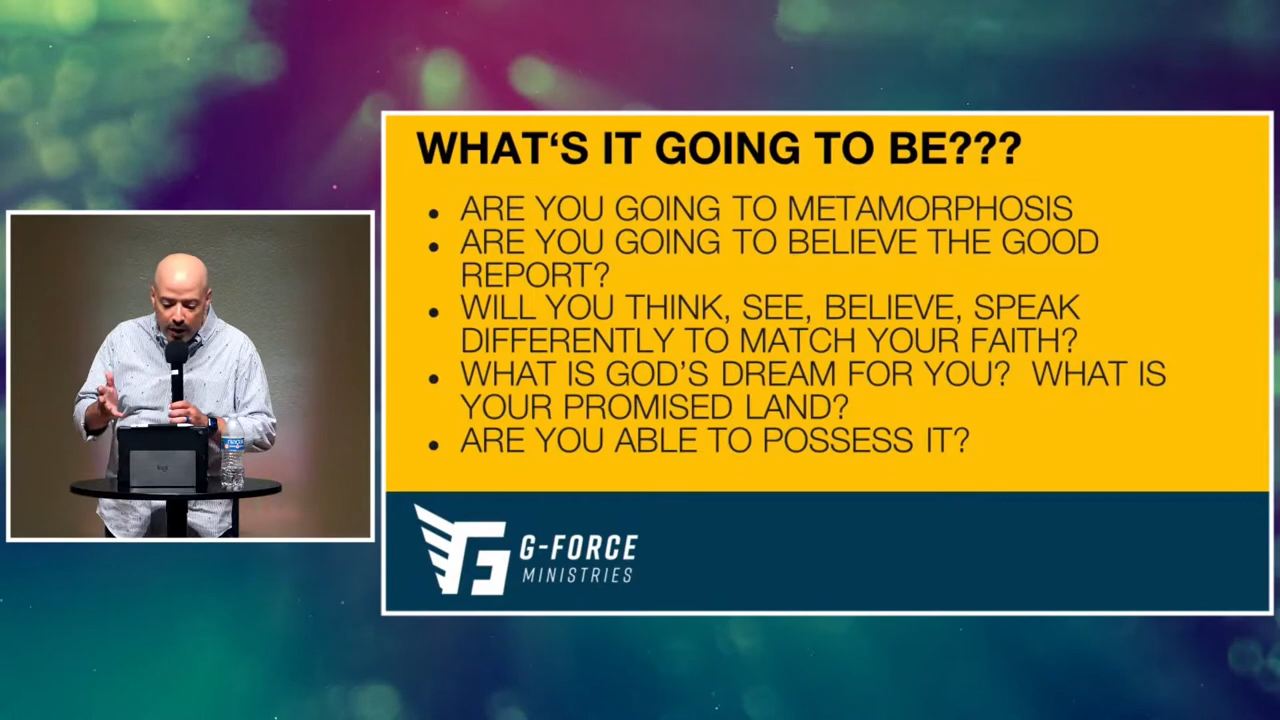 WHAT‘S IT GOING TO BE???
• ARE YOU GOING TO METAMORPHOSIS
• ARE YOU GOING TO BELIEVE THE GOOD
REPORT?
• WILL YOU THINK, SEE, BELIEVE, SPEAK
DIFFERENTLY TO MATCH YOUR FAITH?
• WHAT IS GOD’S DREAM FOR YOU?  WHAT IS
YOUR PROMISED LAND?
• ARE YOU ABLE TO POSSESS IT?
G-FORCE
MINISTRIES
logi